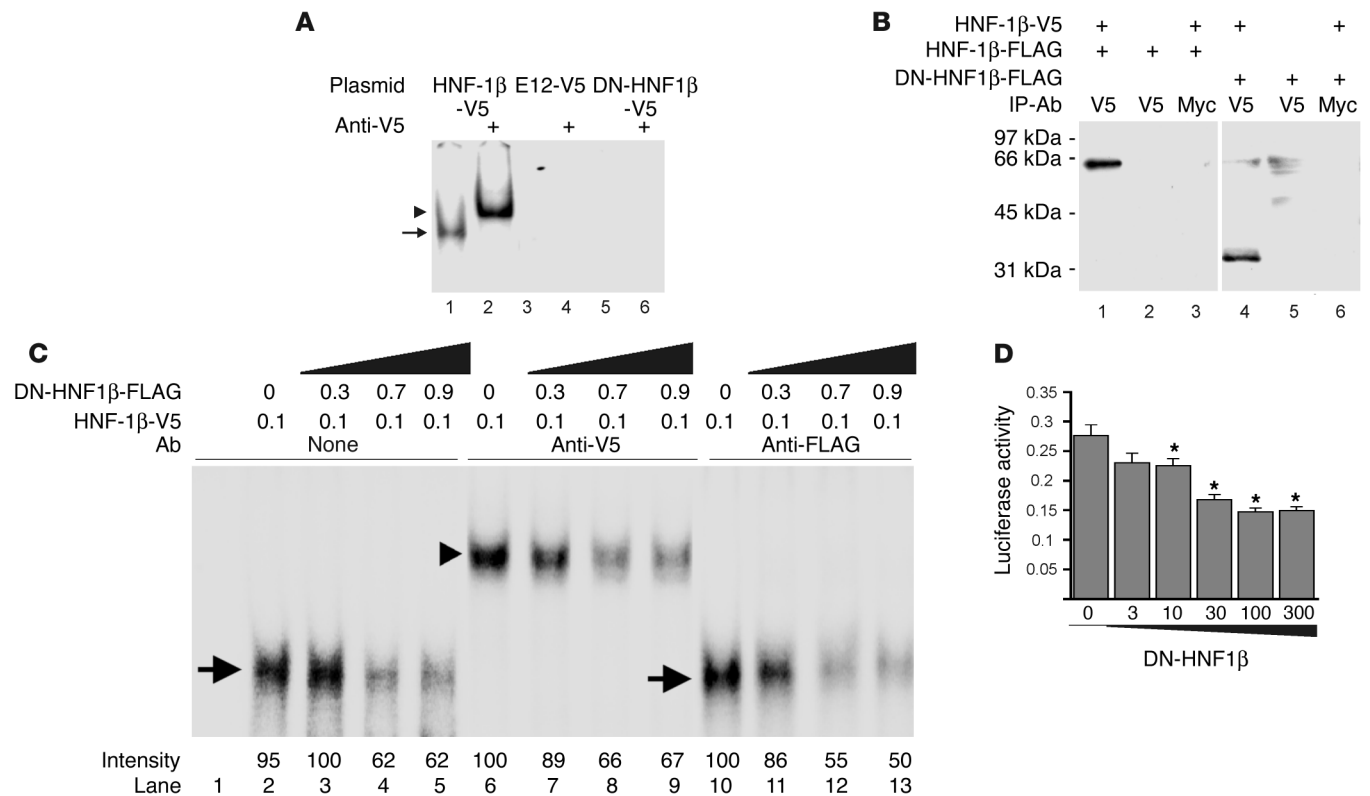 A
Plasmid HNF-1β E12-V5 DN-HNF1β
-V5 -V5
Anti-V5 + + +
1 2 3 4 5 6
B
HNF-1β-V5 + + + +
HNF-1β-FLAG + + +
DN-HNF1β-FLAG + + +
IP-Ab V5 V5 Myc V5 V5 Myc
97 kDa -
66 kDa -
45 kDa -
31 kDa -
1 2 3 4 5 6
C
DN-HNF1β-FLAG 0 0.3 0.7 0.9 0 0.3 0.7 0.9 0 0.3 0.7 0.9
HNF-1β-V5 0.1 0.1 0.1 0.1 0.1 0.1 0.1 0.1 0.1 0.1 0.1 0.1
Ab None Anti-V5 Anti-FLAG
Intensity 95 100 62 62 100 89 66 67 100 86 55 50
Lane 1 2 3 4 5 6 7 8 9 10 11 12 13
D
Luciferase activity
0.35
0.3
0.25
0.2
0.15
0.1
0.05
* * * *
0 3 10 30 100 300
DN-HNF1β